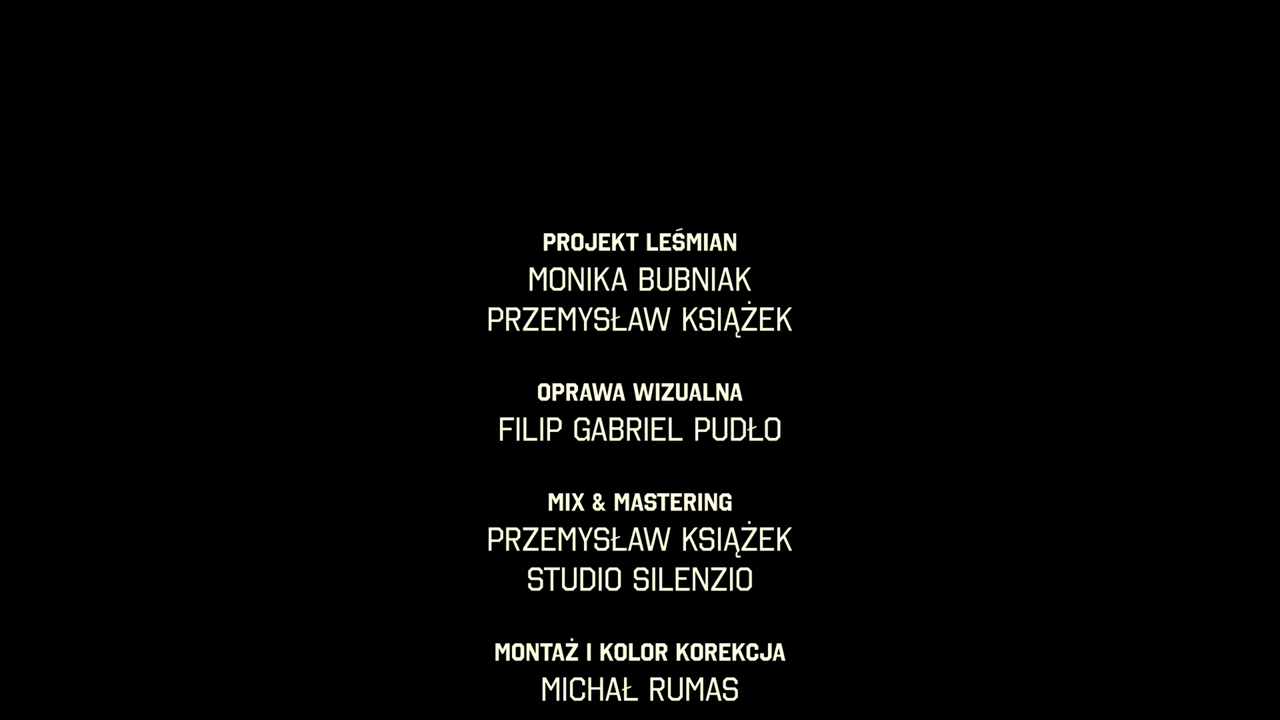 PROJEKT LEŚMIAN
MONIKA BUBNIAK
PRZEMYSŁAW KSIĄŻEK
OPRAWA WIZUALNA
FILIP GABRIEL PUDŁO
MIX & MASTERING
PRZEMYSŁAW KSIĄŻEK
STUDIO SILENZIO
MONTAŻ I KOLOR KOREKCJA
MICHAŁ RUMAS